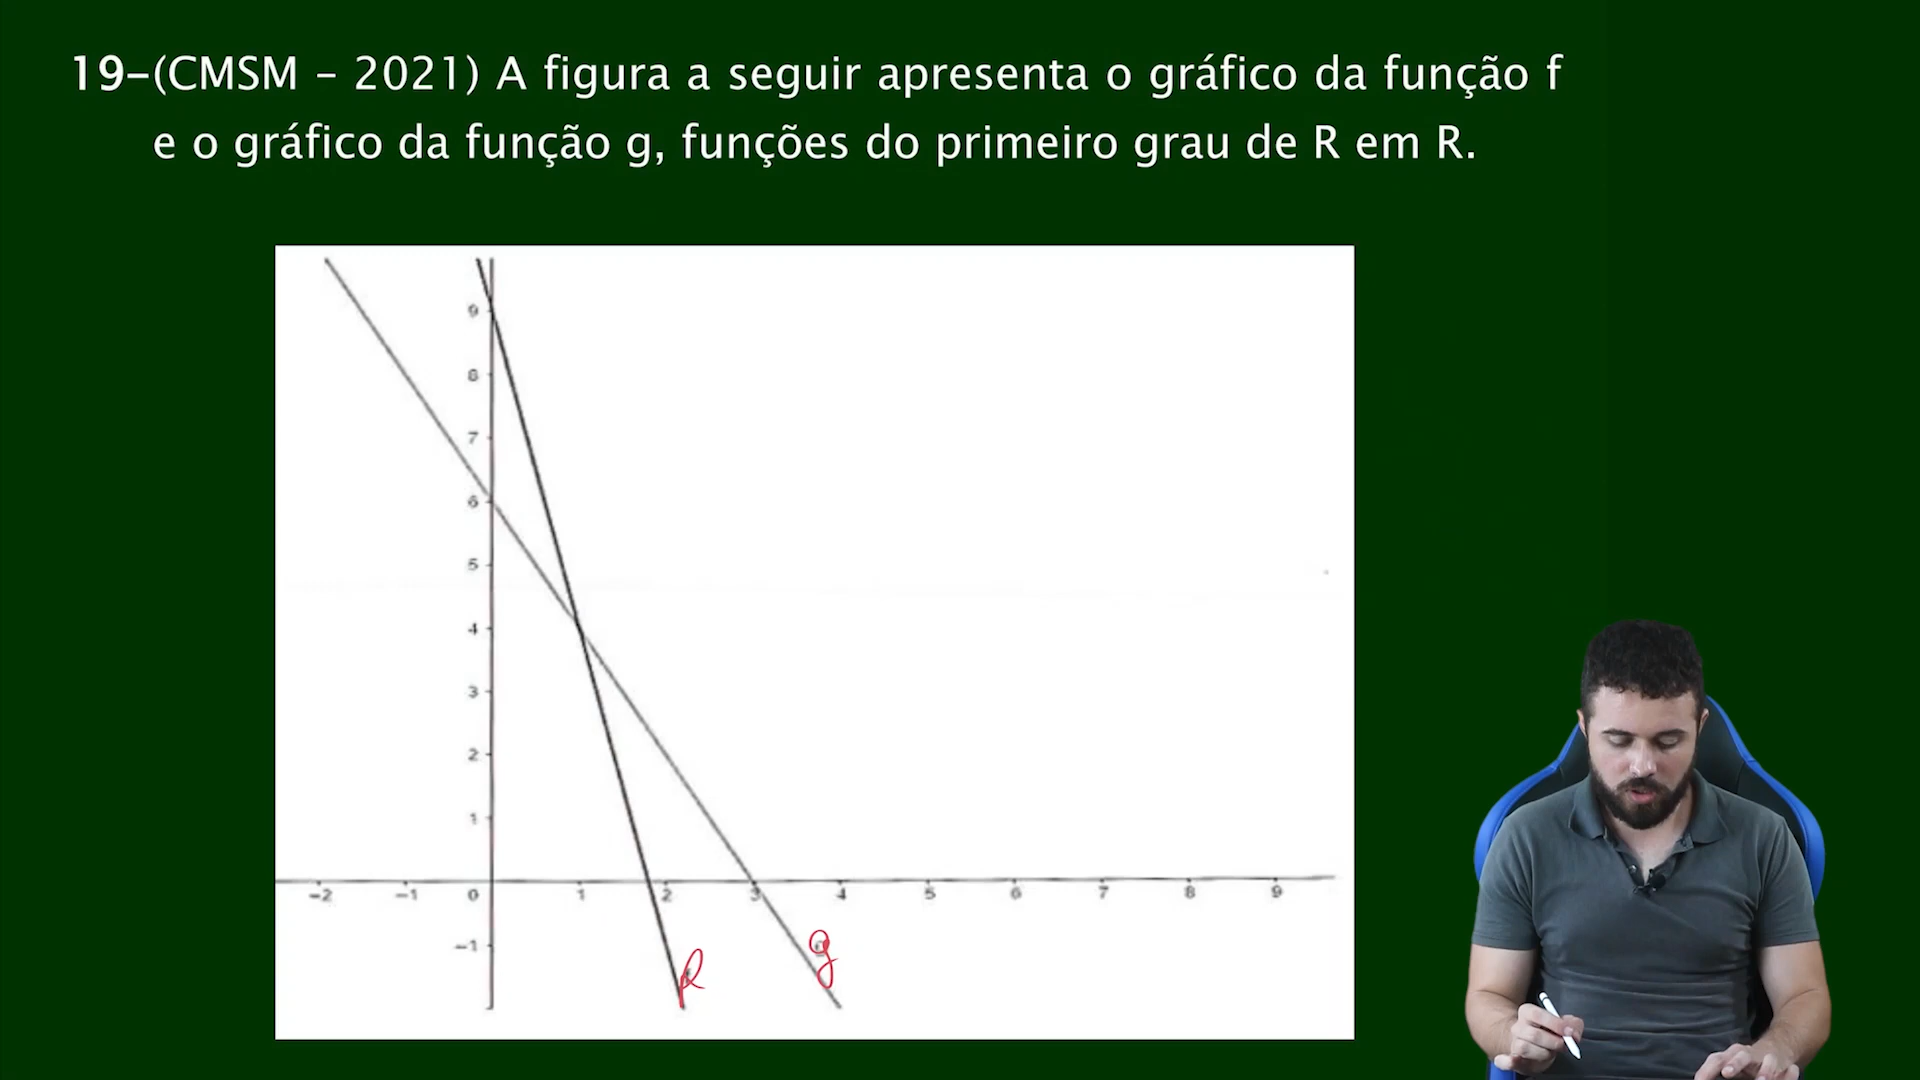 19-(CMSM – 2021) A figura a seguir apresenta o gráfico da função f
e o gráfico da função g, funções do primeiro grau de R em R.
9
8
7
6
5
4
3
2
1
-2 -1 0 1 2 3 4 5 6 7 8 9
-1
f g